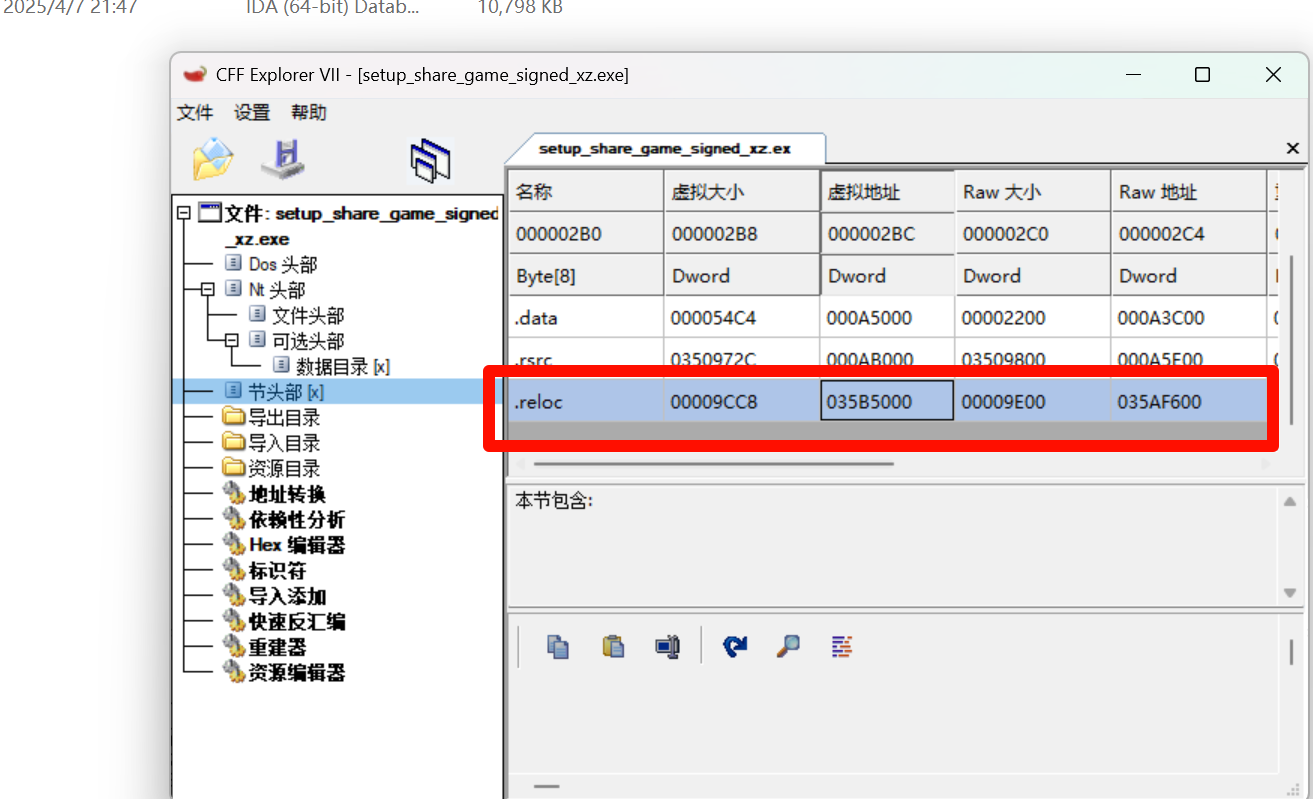 2025/4/7 21:47 IDA (64-bit) Datab... 10,798 KB
CFF Explorer VII - [setup_share_game_signed_xz.exe]
文件 设置 帮助
setup_share_game_signed_xz.ex
文件: setup_share_game_signed
_xz.exe
Dos 头部
Nt 头部
文件头部
可选头部
数据目录 [x]
节头部 [x]
导出目录
导入目录
资源目录
地址转换
依赖性分析
Hex 编辑器
标识符
导入添加
快速反汇编
重建器
资源编辑器
名称 虚拟大小 虚拟地址 Raw 大小 Raw 地址
000002B0 000002B8 000002BC 000002C0 000002C4
Byte[8] Dword Dword Dword Dword
.data 000054C4 000A5000 00002200 000A3C00
.rsrc 0350972C 000AB000 03509800 000A5E00
.reloc 00009CC8 035B5000 00009E00 035AF600
本节包含: